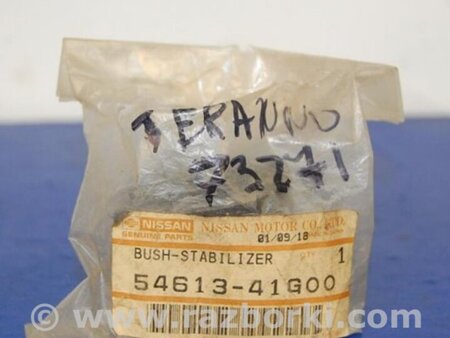 TERANNO
73271
NISSAN NISSAN MOTOR CO., LTD.
GENUINE PARTS 01/09/18
BUSH-STABILIZER QTY 1
54613-41G00
© www.razborki.com